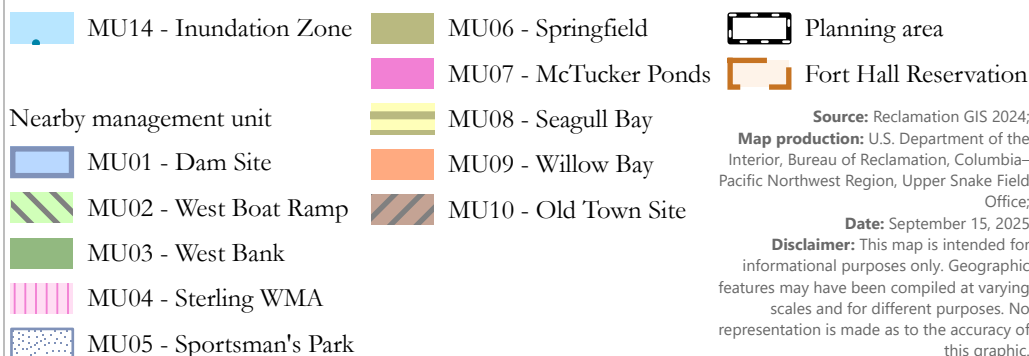 MU14 - Inundation Zone
Nearby management unit
MU01 - Dam Site
MU02 - West Boat Ramp
MU03 - West Bank
MU04 - Sterling WMA
MU05 - Sportsman's Park
MU06 - Springfield
MU07 - McTucker Ponds
MU08 - Seagull Bay
MU09 - Willow Bay
MU10 - Old Town Site
Planning area
Fort Hall Reservation
Source: Reclamation GIS 2024;
Map production: U.S. Department of the
Interior, Bureau of Reclamation, Columbia–
Pacific Northwest Region, Upper Snake Field
Office;
Date: September 15, 2025
Disclaimer: This map is intended for
informational purposes only. Geographic
features may have been compiled at varying
scales and for different purposes. No
representation is made as to the accuracy of
this graphic.